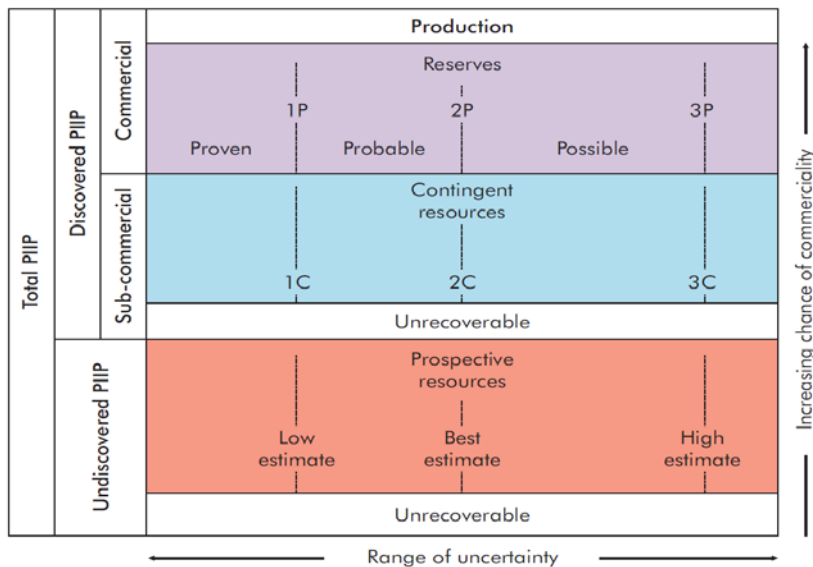 Total PIIP
Discovered PIIP
Undiscovered PIIP
Commercial
Sub-commercial
Production
Reserves
1P 2P 3P
Proven Probable Possible
Contingent
resources
1C 2C 3C
Unrecoverable
Prospective
resources
Low Best High
estimate estimate estimate
Unrecoverable
Range of uncertainty
Increasing chance of commerciality